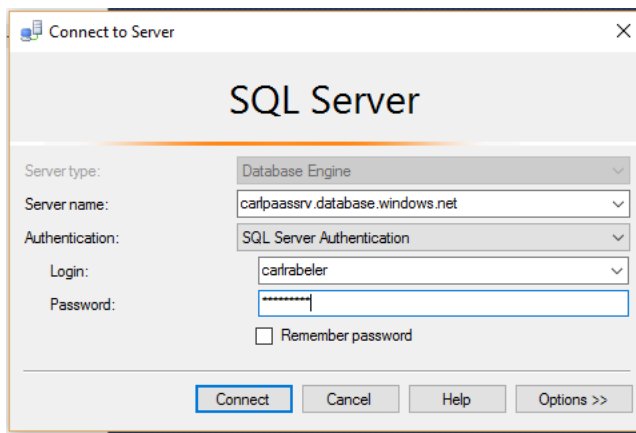 Connect to Server
SQL Server
Server type: Database Engine
Server name: carlpaassrv.database.windows.net
Authentication: SQL Server Authentication
Login: carlrabeler
Password: *********
Remember password
Connect Cancel Help Options >>